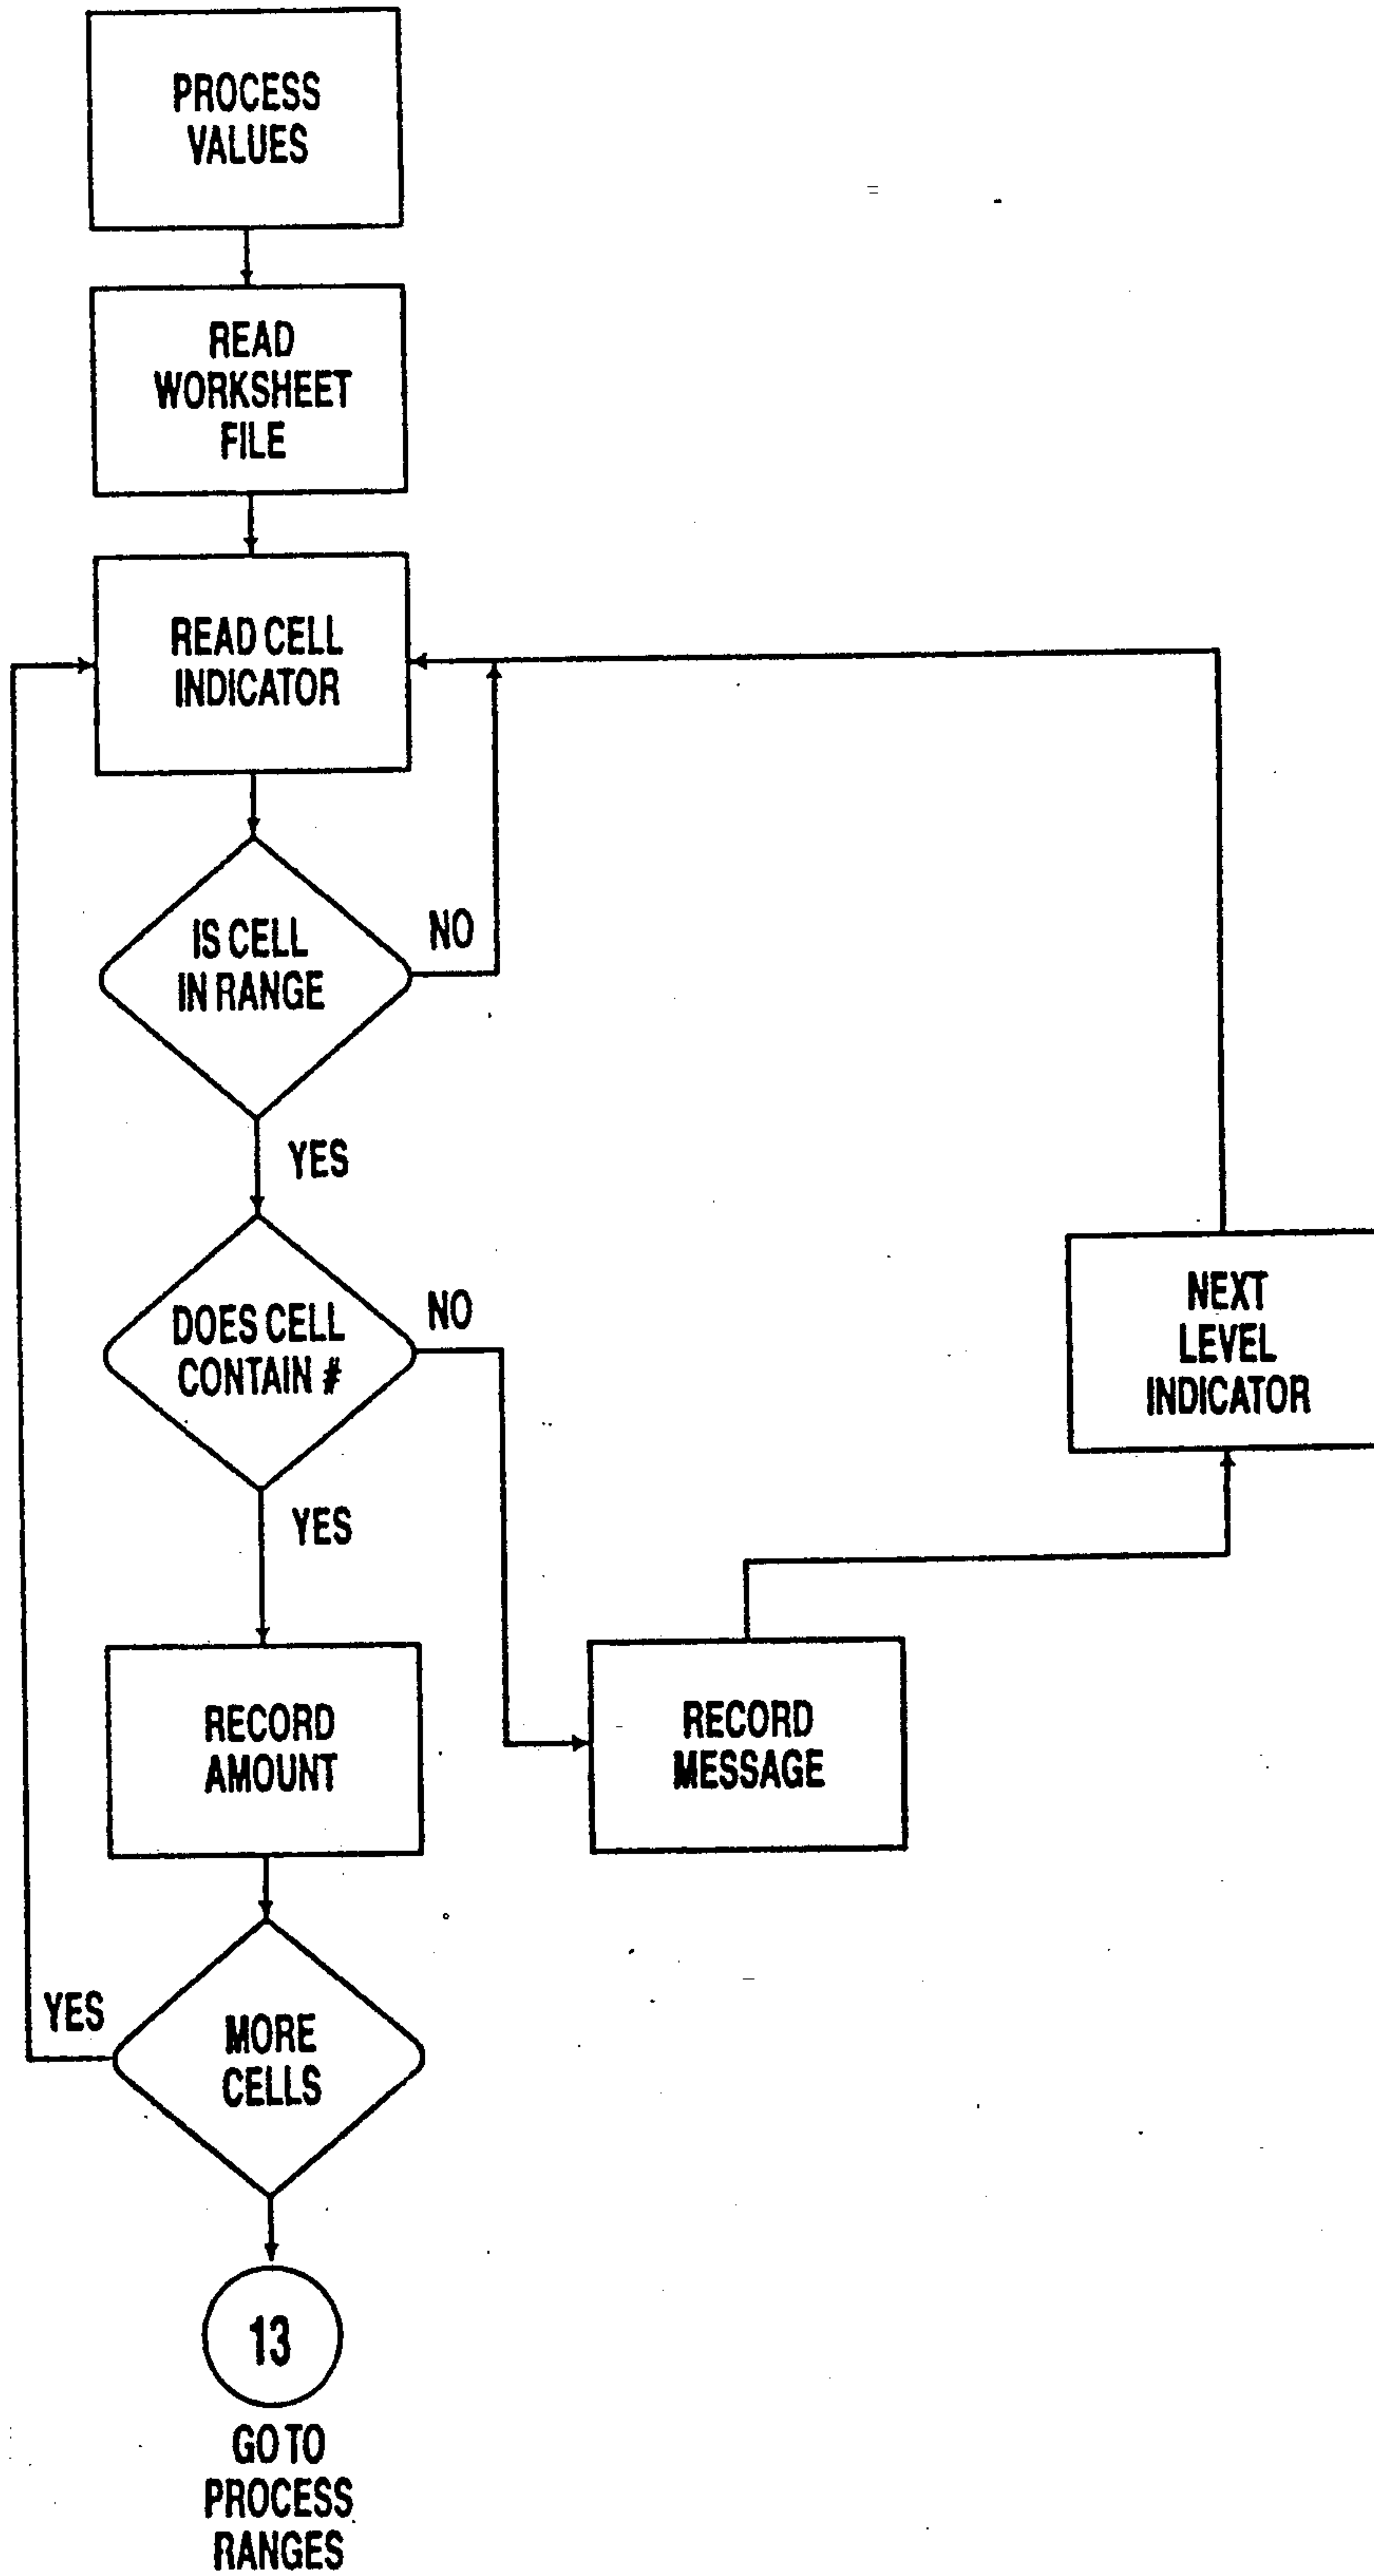 PROCESS
VALUES
READ
WORKSHEET
FILE
READ CELL
INDICATOR
IS CELL
IN RANGE
NO
YES
DOES CELL
CONTAIN #
NO
YES
NEXT
LEVEL
INDICATOR
RECORD
AMOUNT
RECORD
MESSAGE
YES
MORE
CELLS
13
GO TO
PROCESS
RANGES